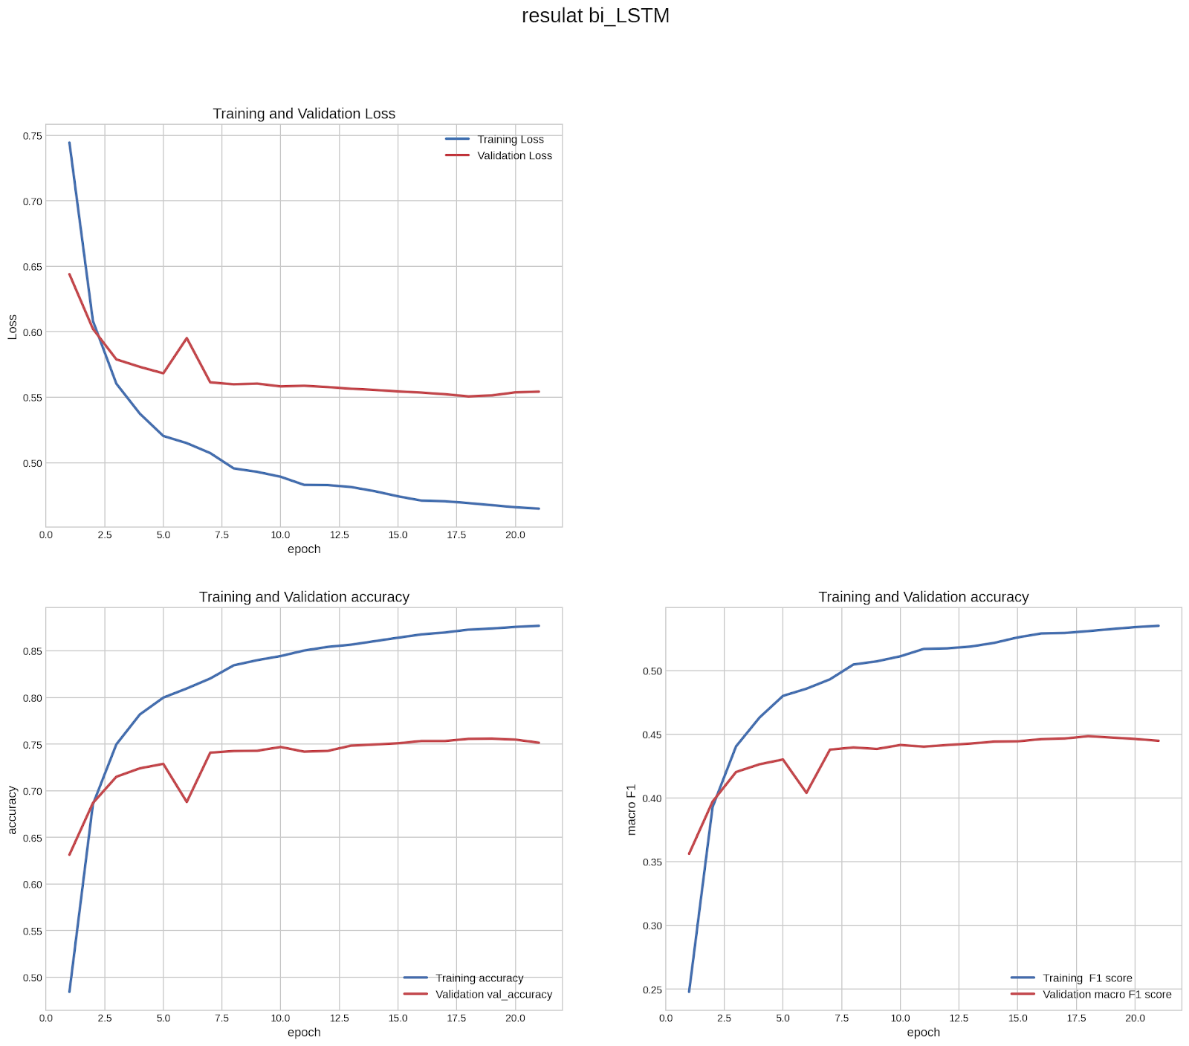 resulat bi_LSTM
Training and Validation Loss
Training Loss
Validation Loss
0.75
0.70
0.65
0.60
0.55
0.50
Loss
0.0 2.5 5.0 7.5 10.0 12.5 15.0 17.5 20.0
epoch
Training and Validation accuracy
0.85
0.80
0.75
0.70
0.65
0.60
0.55
0.50
accuracy
Training accuracy
Validation val_accuracy
0.0 2.5 5.0 7.5 10.0 12.5 15.0 17.5 20.0
epoch
Training and Validation accuracy
0.50
0.45
0.40
0.35
0.30
0.25
macro F1
Training F1 score
Validation macro F1 score
0.0 2.5 5.0 7.5 10.0 12.5 15.0 17.5 20.0
epoch